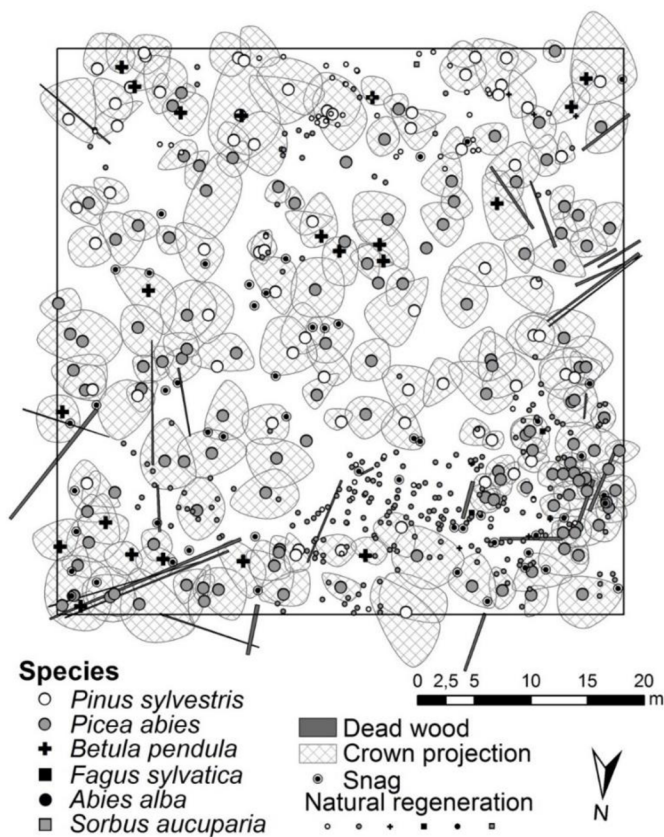 Species
Pinus sylvestris
Picea abies
Betula pendula
Fagus sylvatica
Abies alba
Sorbus aucuparia
0 2,5 5 10 15 20
m
Dead wood
Crown projection
Snag
Natural regeneration
N